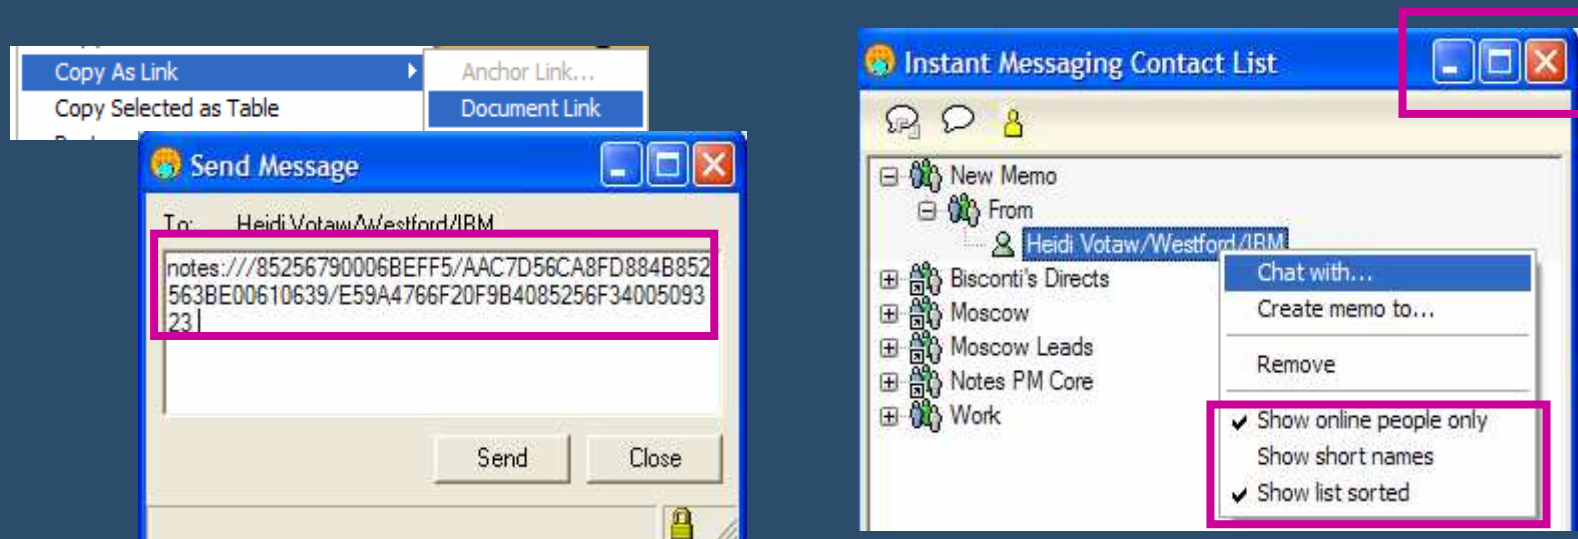 Copy As Link
Anchor Link...
Copy Selected as Table
Document Link
Send Message
To: Heidi Votaw/Westford/IBM
notes:///85256790006BEFF5/AAC7D56CA8FD884B852
563BE00610639/E59A4766F20F9B4085256F34005093
23
Send
Close
Instant Messaging Contact List
New Memo
From
Heidi Votaw/Westford/IBM
Bisconti's Directs
Moscow
Moscow Leads
Notes PM Core
Work
Chat with...
Create memo to...
Remove
Show online people only
Show short names
Show list sorted